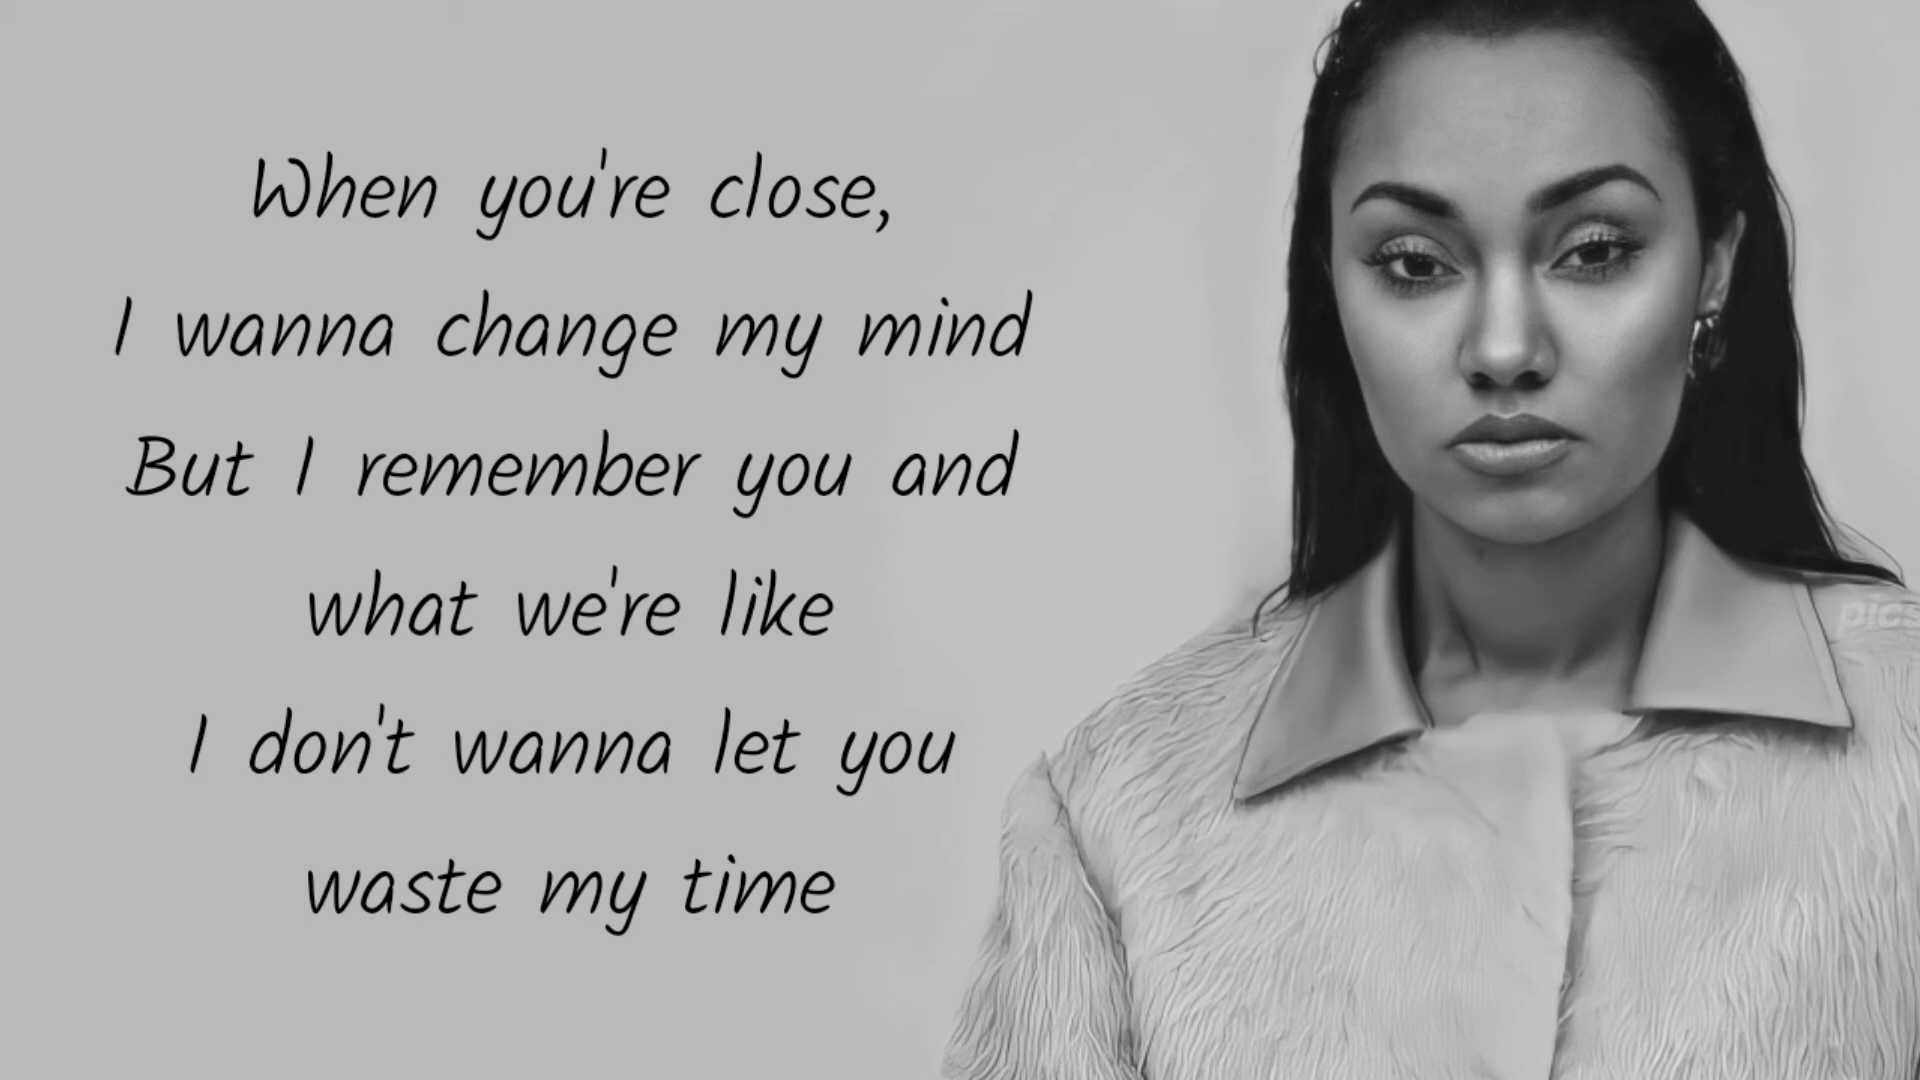 When you're close,
I wanna change my mind
But I remember you and
what we're like
I don't wanna let you
waste my time
pics